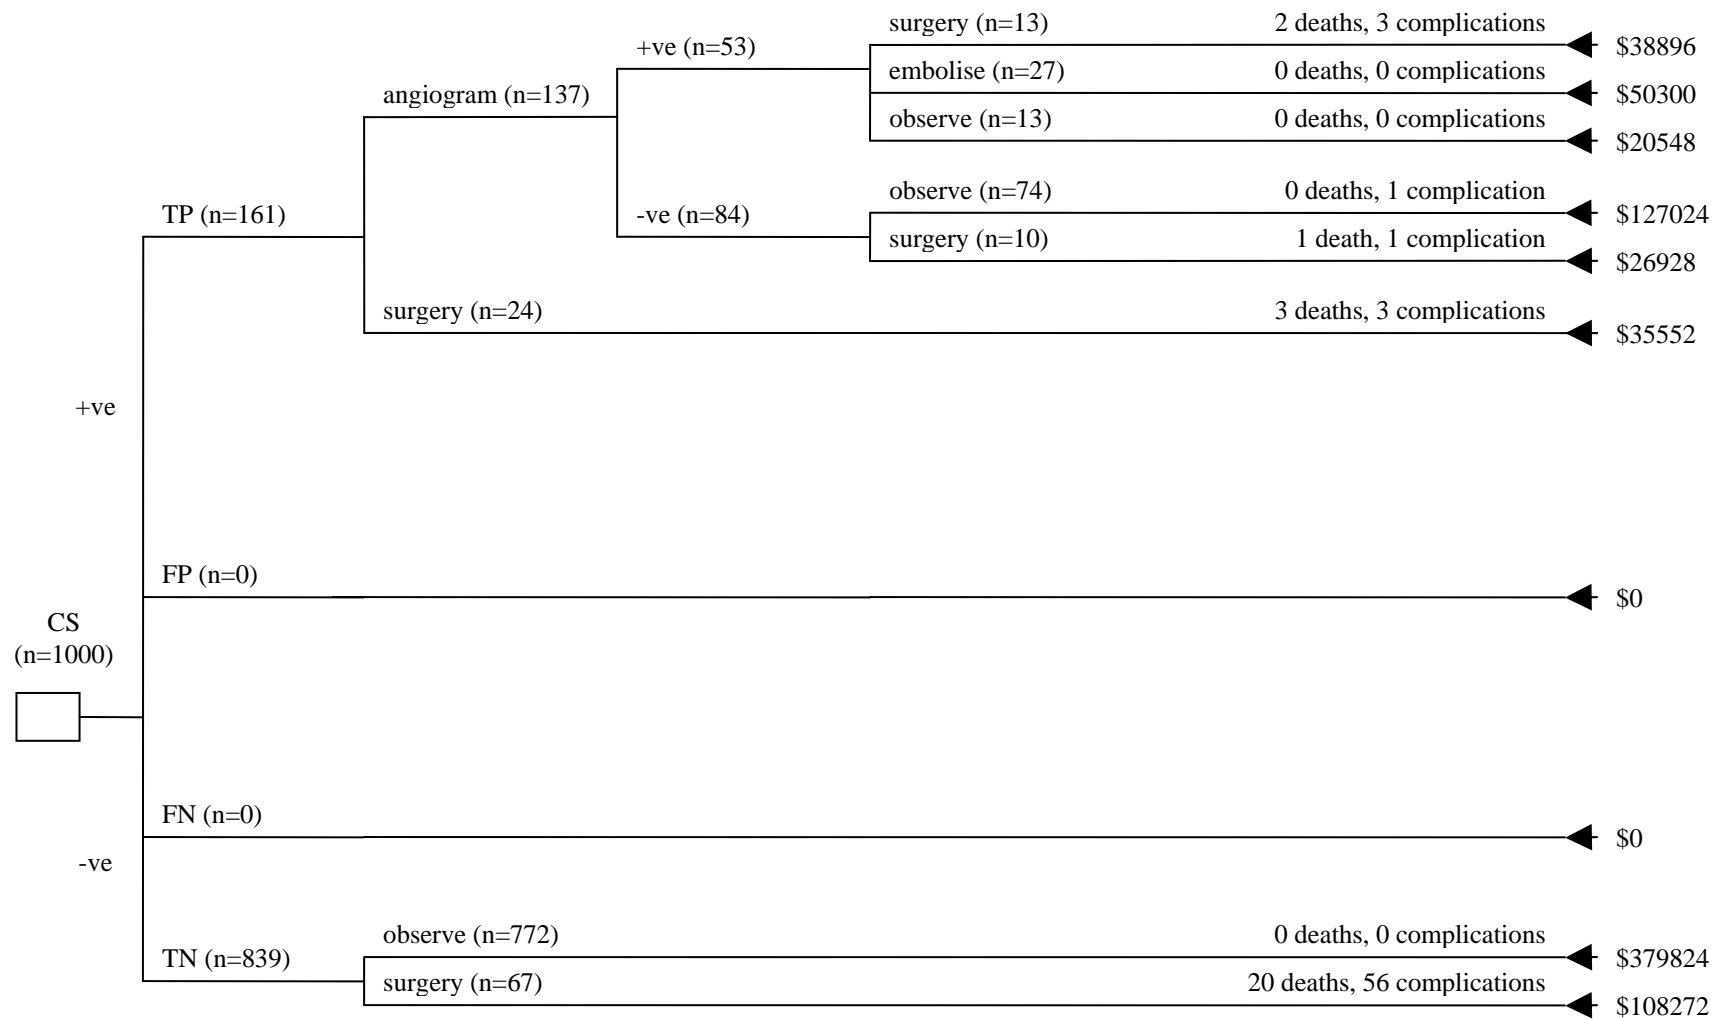 surgery (n=13) 2 deaths, 3 complications
$38896
+ve (n=53)
embolise (n=27) 0 deaths, 0 complications
$50300
angiogram (n=137)
observe (n=13) 0 deaths, 0 complications
$20548
observe (n=74) 0 deaths, 1 complication
$127024
TP (n=161)
-ve (n=84)
surgery (n=10) 1 death, 1 complication
$26928
surgery (n=24) 3 deaths, 3 complications
$35552
+ve
FP (n=0)
$0
CS
(n=1000)
FN (n=0)
$0
-ve
observe (n=772) 0 deaths, 0 complications
$379824
TN (n=839)
surgery (n=67) 20 deaths, 56 complications
$108272